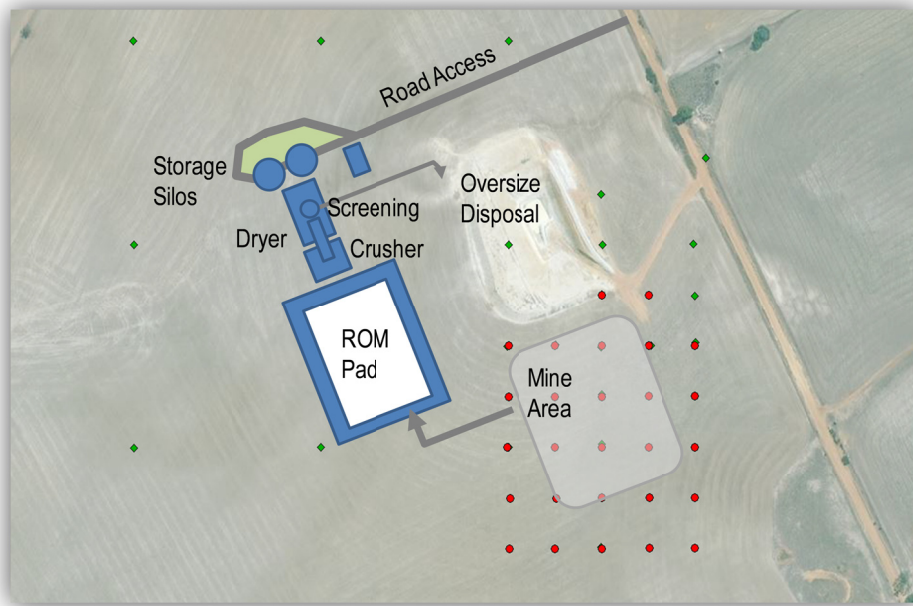 Road Access
Storage
Silos
Oversize
Disposal
Screening
Dryer
Crusher
ROM
Pad
Mine
Area